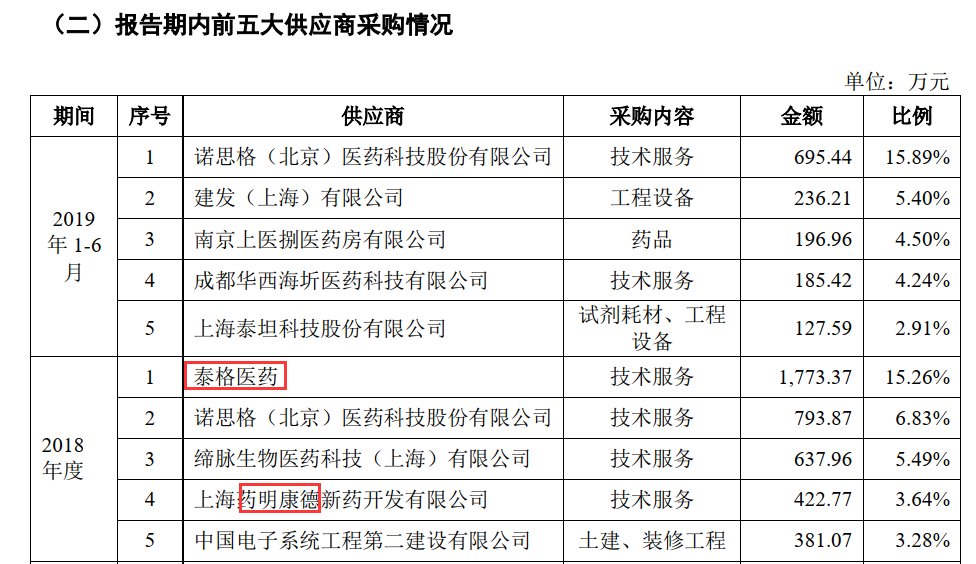 （二）报告期内前五大供应商采购情况
单位：万元
期间 序号 供应商 采购内容 金额 比例
2019
年 1-6
月
1 诺思格（北京）医药科技股份有限公司 技术服务 695.44 15.89%
2 建发（上海）有限公司 工程设备 236.21 5.40%
3 南京上医捌医药房有限公司 药品 196.96 4.50%
4 成都华西海圻医药科技有限公司 技术服务 185.42 4.24%
5 上海泰坦科技股份有限公司 试剂耗材、工程
设备 127.59 2.91%
2018
年度
1 泰格医药 技术服务 1,773.37 15.26%
2 诺思格（北京）医药科技股份有限公司 技术服务 793.87 6.83%
3 缔脉生物医药科技（上海）有限公司 技术服务 637.96 5.49%
4 上海药明康德新药开发有限公司 技术服务 422.77 3.64%
5 中国电子系统工程第二建设有限公司 土建、装修工程 381.07 3.28%